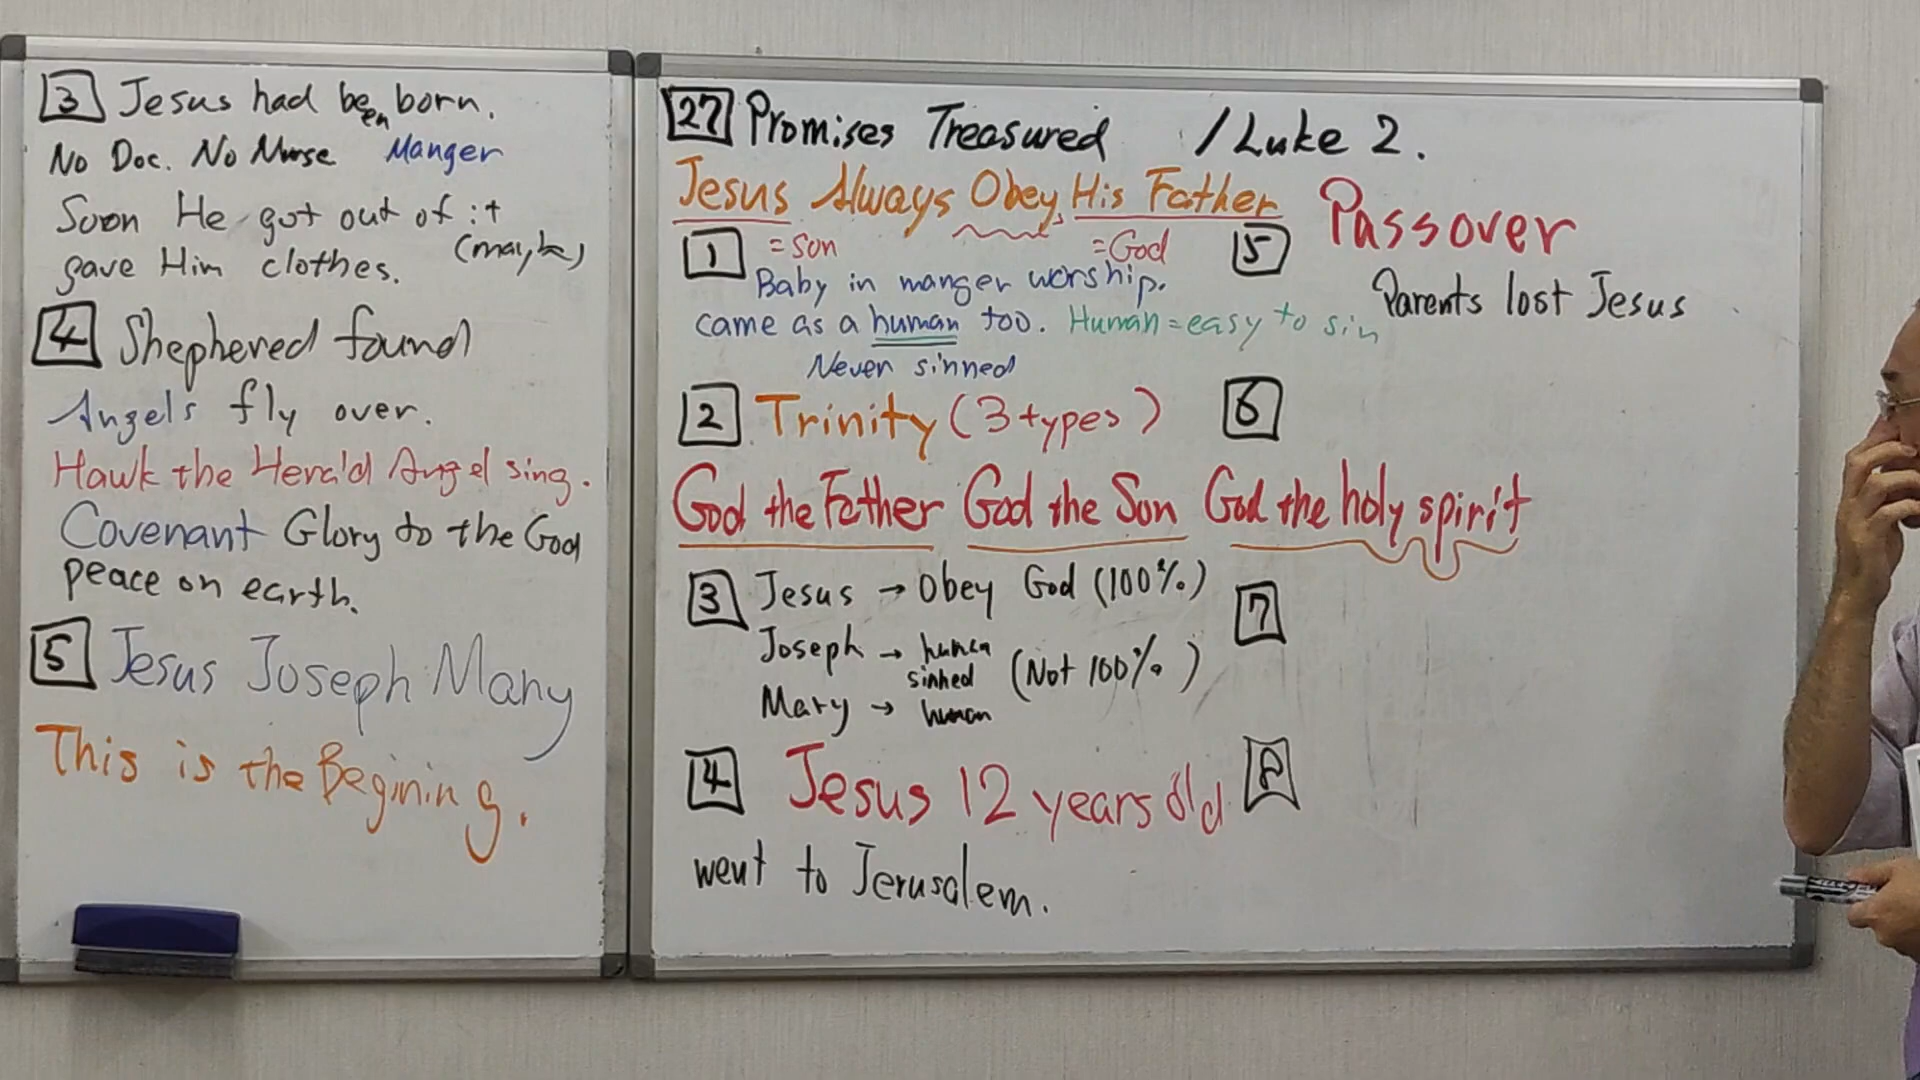 3 Jesus had been born.
No Doc. No Nurse Manger
Soon He got out of it
(maybe)
gave Him clothes.
4 Shephered found
Angels fly over.
Hawk the Herald Angel sing.
Covenant Glory to the God
peace on earth.
5 Jesus Joseph Mary
This is the Begining.
27 Promises Treasured / Luke 2.
Jesus Always Obey His Father
= Son = God
1 Baby in manger worship.
came as a human too. Human = easy to sin
Never sinned
2 Trinity (3 types)
God the Father God the Son God the holy spirit
3 Jesus → Obey God (100%)
Joseph → human
sinned (Not 100%)
Mary → human
4 Jesus 12 years old
went to Jerusalem.
5 Passover
Parents lost Jesus
6
7
8